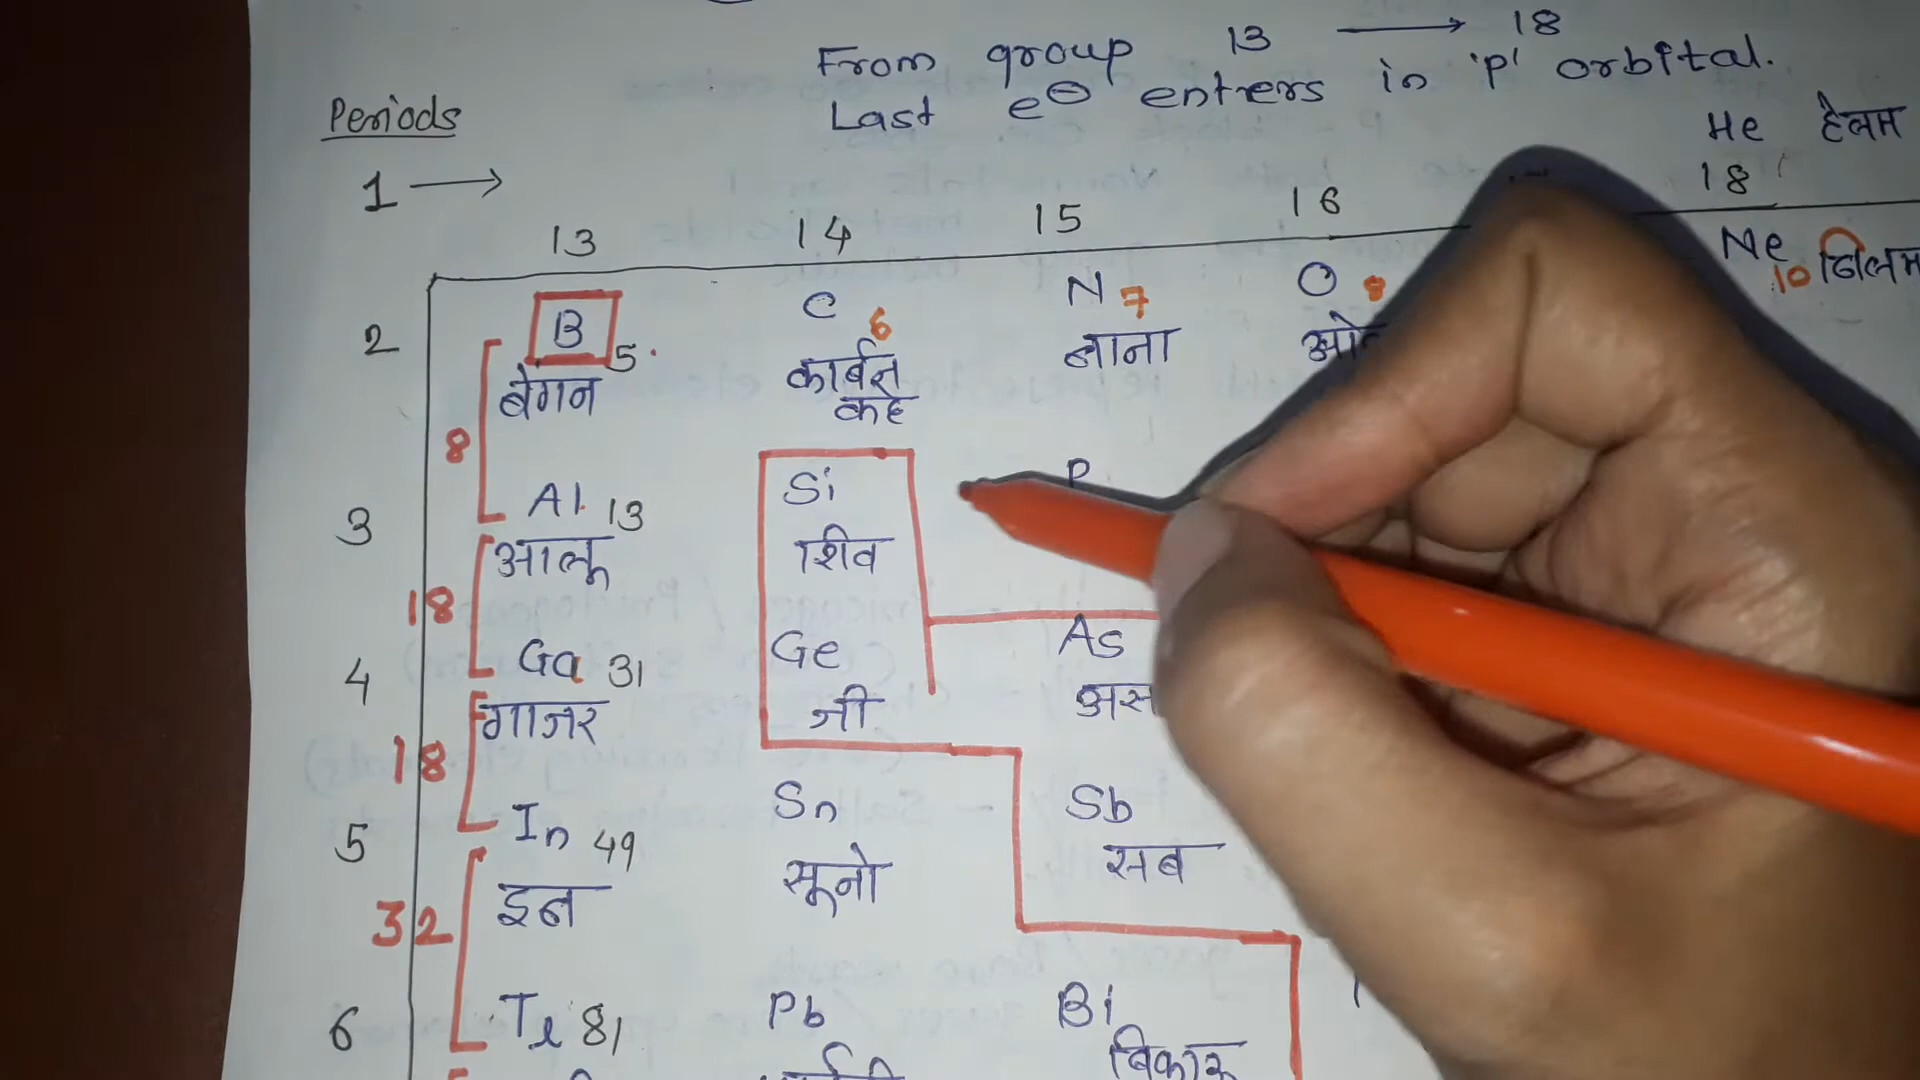 From group 13 → 18
Last e⊖ enters in 'p' orbital.
Periods
He
1 →
18
13 14 15 16
2 B 5 C 6 N 7 O 8 Ne 10
बेगन कार्बन नाना
कहे
8
3 Al 13 Si P
आलू शिव
18
4 Ga 31 Ge As
गाजर जी
18
5 In 49 Sn Sb
इन सूनो सब
32
6 Tl 81 Pb Bi